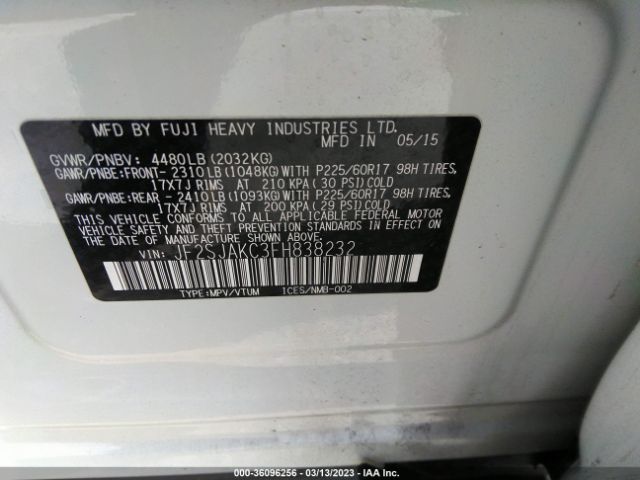 MFD BY FUJI HEAVY INDUSTRIES LTD.
MFD IN 05/15
GVWR/PNBV: 4480LB(2032KG)
GAWR/PNBE:FRONT- 2310LB(1048KG)WITH P225/60R17 98H TIRES,
17X7J RIMS AT 210 KPA(30 PSI)COLD
GAWR/PNBE:REAR - 2410LB(1093KG)WITH P225/60R17 98H TIRES,
17X7J RIMS AT 200 KPA(29 PSI)COLD
THIS VEHICLE CONFORMS TO ALL APPLICABLE FEDERAL MOTOR
VEHICLE SAFETY AND THEFT PREVENTION STANDARDS IN EFFECT ON
THE DATE OF MANUFACTURE SHOWN ABOVE.
VIN: JF2SJAKC3FH838232
TYPE:MPV/VTUM ICES/NMB-002
000-36096256 - 03/13/2023 - IAA Inc.